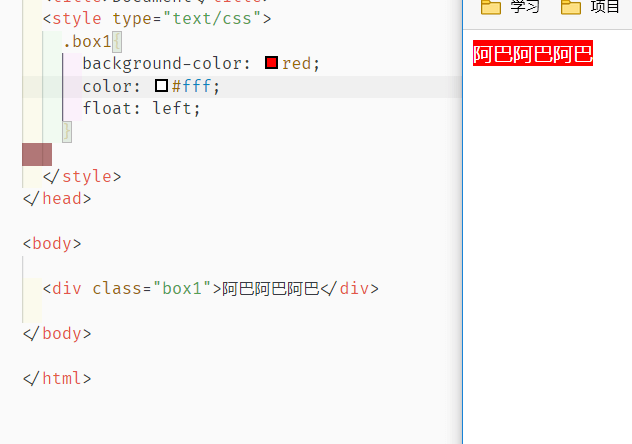 <style type="text/css">
.box1{
background-color: red;
color: #fff;
float: left;
}
</style>
</head>
<body>
<div class="box1">阿巴阿巴阿巴</div>
</body>
</html>
学习 项目
阿巴阿巴阿巴